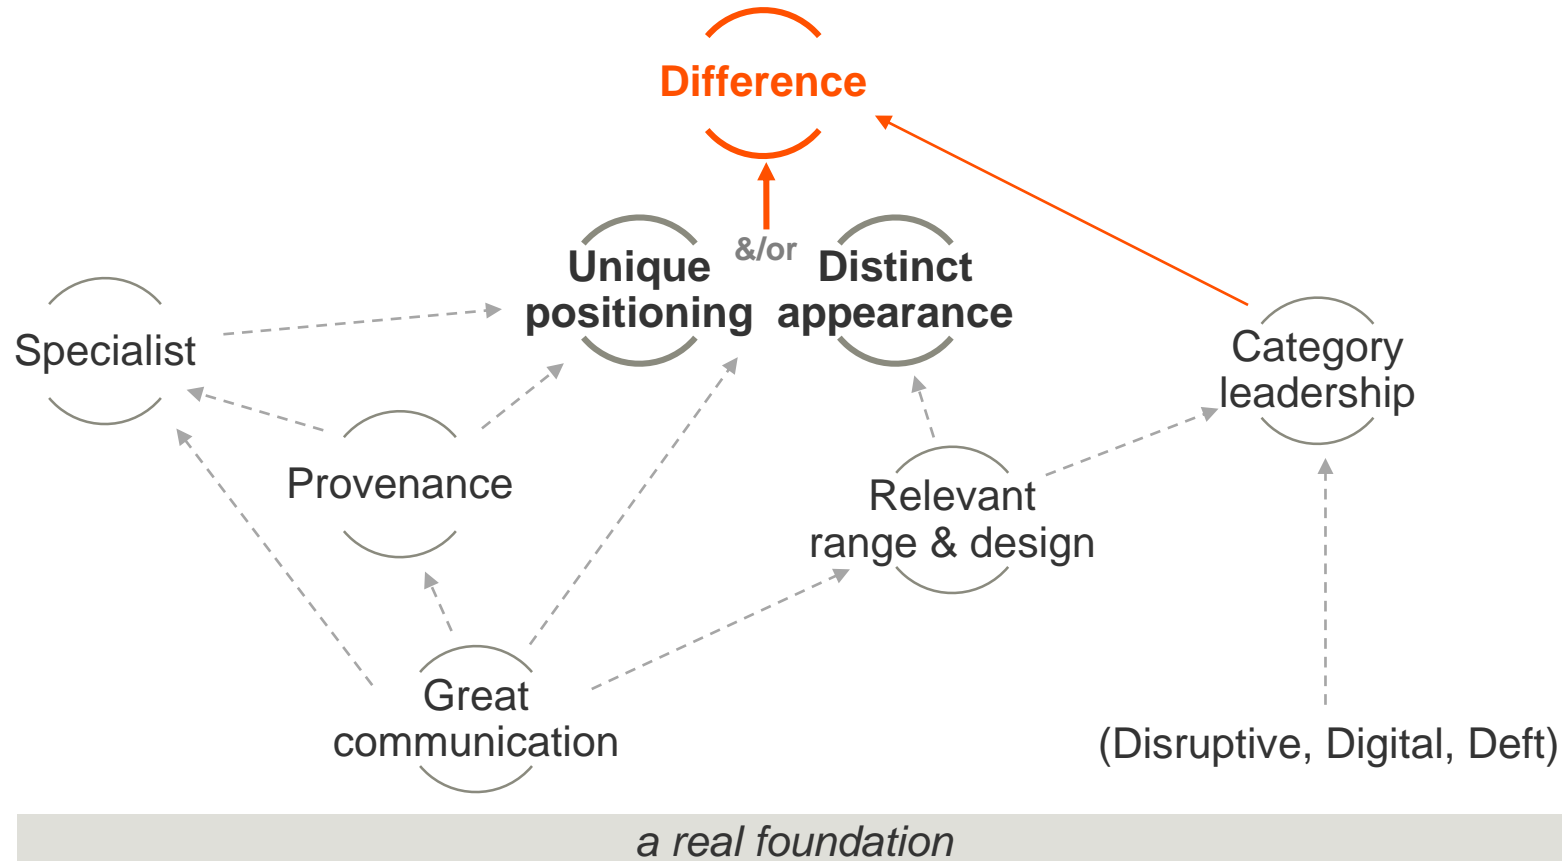 Difference
&/or
Unique
positioning
Distinct
appearance
Specialist
Category
leadership
Provenance
Relevant
range & design
Great
communication
(Disruptive, Digital, Deft)
a real foundation